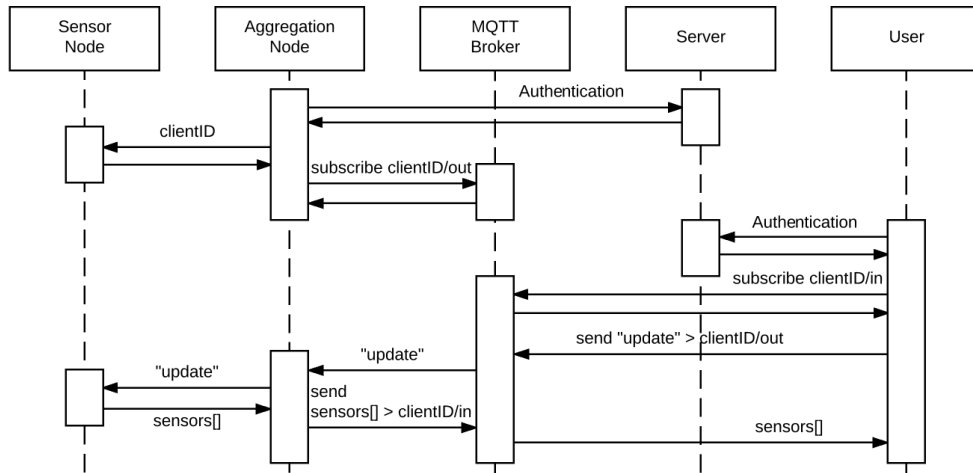 Sensor
Node
Aggregation
Node
MQTT
Broker
Server
User
Authentication
clientID
subscribe clientID/out
Authentication
subscribe clientID/in
send "update" > clientID/out
"update"
"update"
send
sensors[] > clientID/in
sensors[]
sensors[]